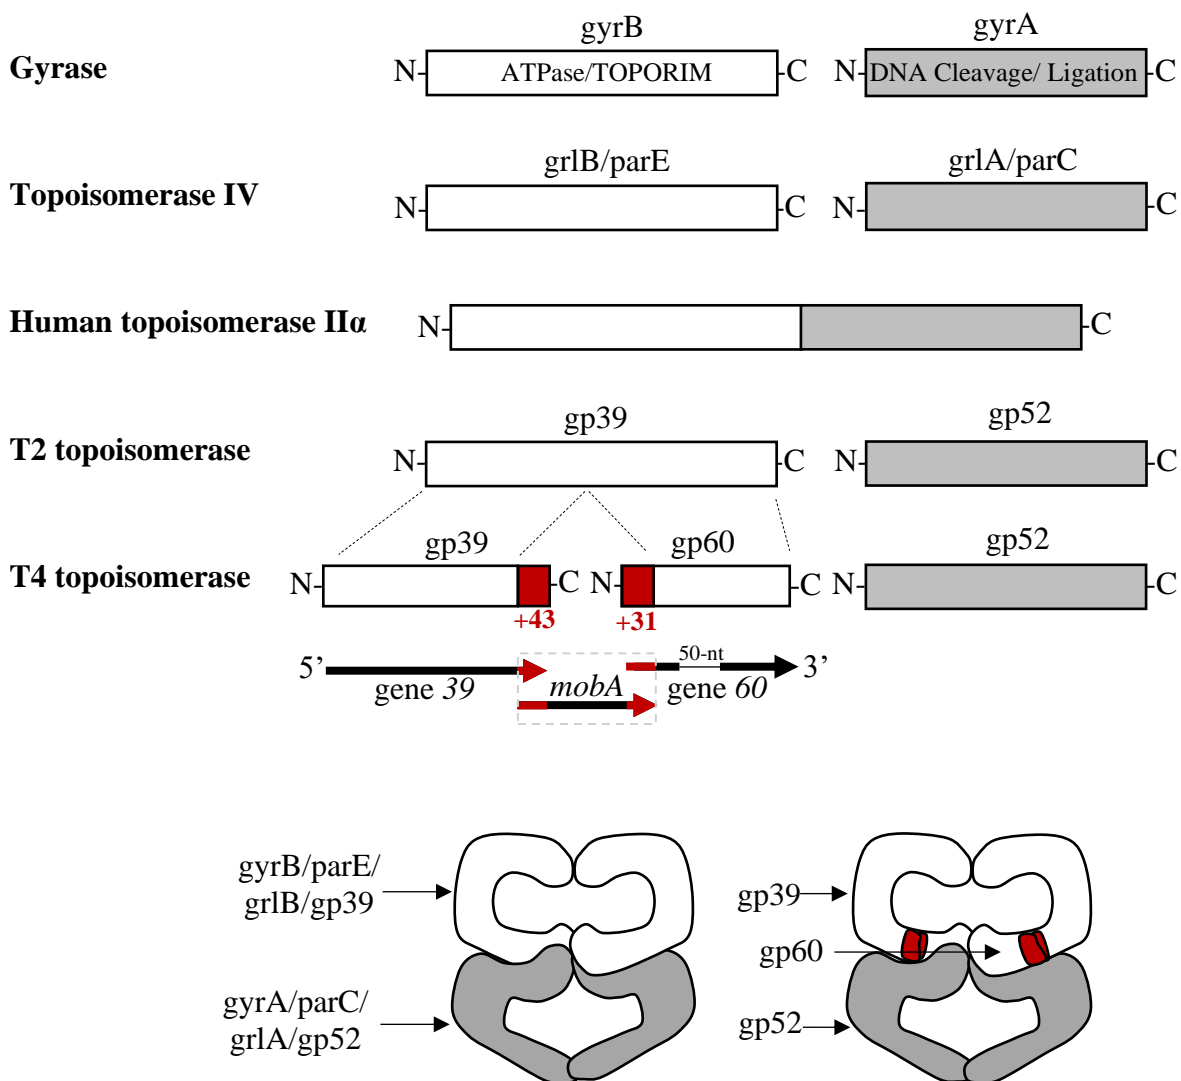 gyrB gyrA
Gyrase N- ATPase/TOPORIM -C N- DNA Cleavage/ Ligation -C
grlB/parE grlA/parC
Topoisomerase IV N- -C N- -C
Human topoisomerase IIα N- -C
gp39 gp52
T2 topoisomerase N- -C N- -C
gp39 gp60 gp52
T4 topoisomerase N- -C N- -C N- -C
+43 +31
5’ 50-nt 3’
gene 39 mobA gene 60
gyrB/parE/
grlB/gp39
gyrA/parC/
grlA/gp52
gp39
gp60
gp52